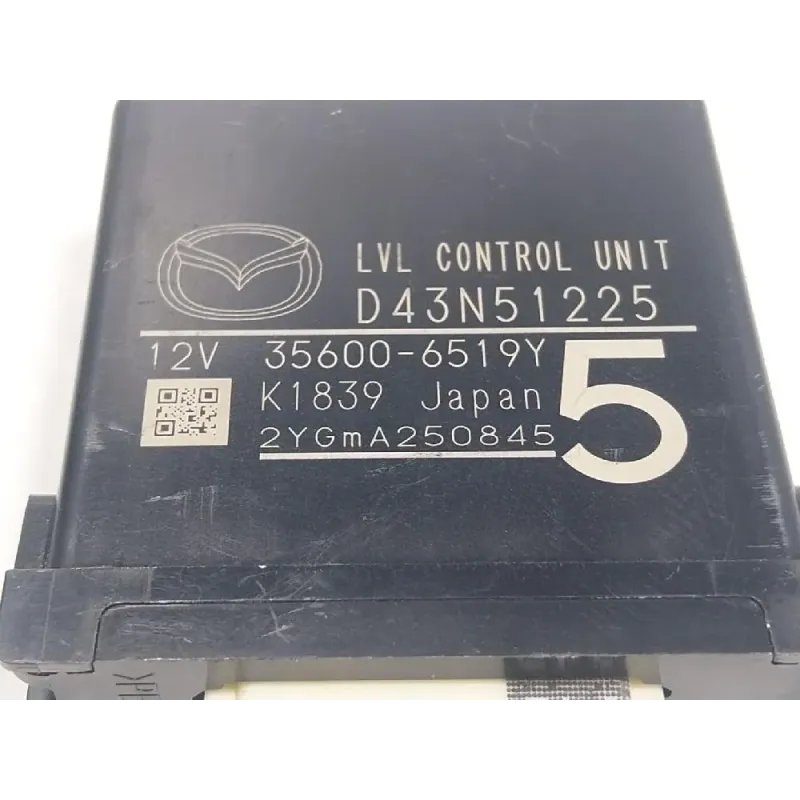 LVL CONTROL UNIT
D43N51225
12V 35600-6519Y
K1839 Japan
2YGmA250845
5